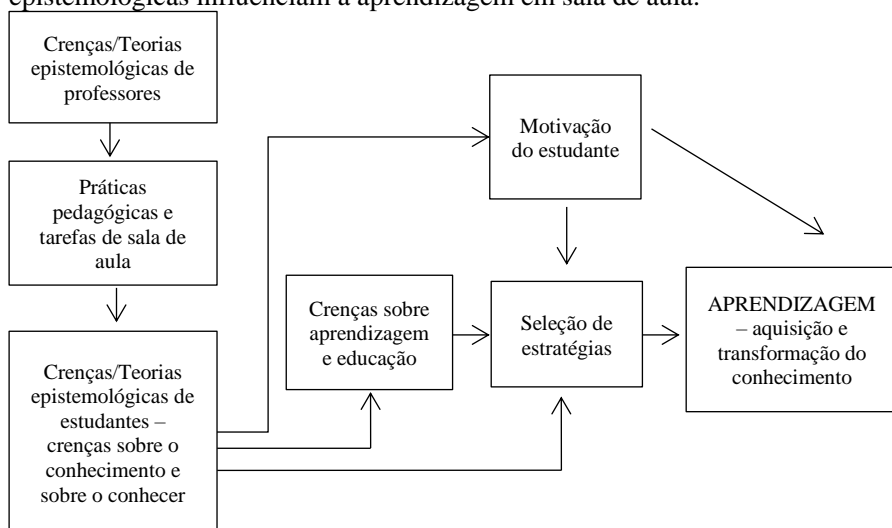 epistemológicas influenciam a aprendizagem em sala de aula.
Crenças/Teorias
epistemológicas de
professores
Práticas
pedagógicas e
tarefas de sala de
aula
Crenças/Teorias
epistemológicas de
estudantes –
crenças sobre o
conhecimento e
sobre o conhecer
Motivação
do estudante
Crenças sobre
aprendizagem
e educação
Seleção de
estratégias
APRENDIZAGEM
– aquisição e
transformação do
conhecimento